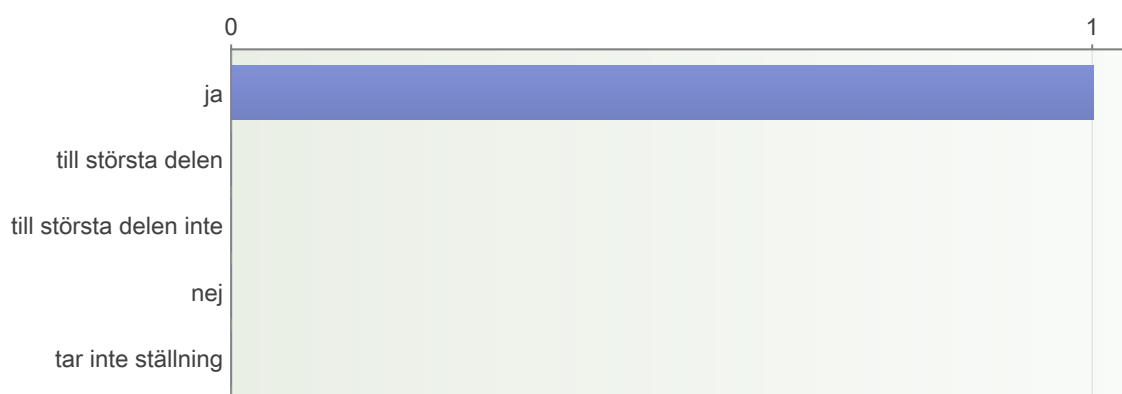 0 1
ja
till största delen
till största delen inte
nej
tar inte ställning